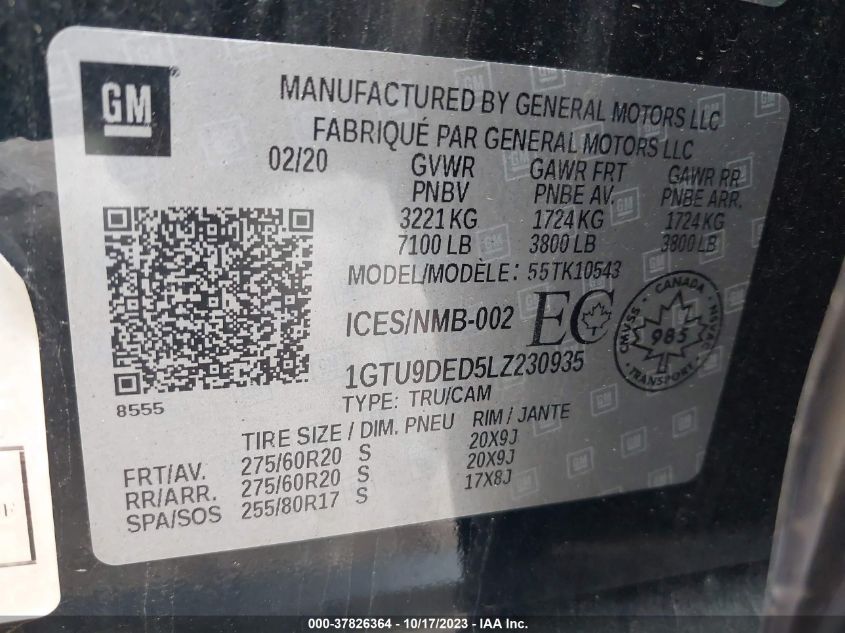 GM ®
MANUFACTURED BY GENERAL MOTORS LLC
FABRIQUÉ PAR GENERAL MOTORS LLC
02/20 GVWR GAWR FRT GAWR RR
PNBV PNBE AV. PNBE ARR.
3221 KG 1724 KG 1724 KG
7100 LB 3800 LB 3800 LB
MODEL/MODÈLE: 55TK10543
ICES/NMB-002 EC
CANADA
CMVSS 985 NSVAC
TRANSPORT
1GTU9DED5LZ230935
8555
TYPE: TRU/CAM
TIRE SIZE / DIM. PNEU RIM / JANTE
FRT/AV. 275/60R20 S 20X9J
RR/ARR. 275/60R20 S 20X9J
SPA/SOS 255/80R17 S 17X8J
000-37826364 - 10/17/2023 - IAA, Inc.